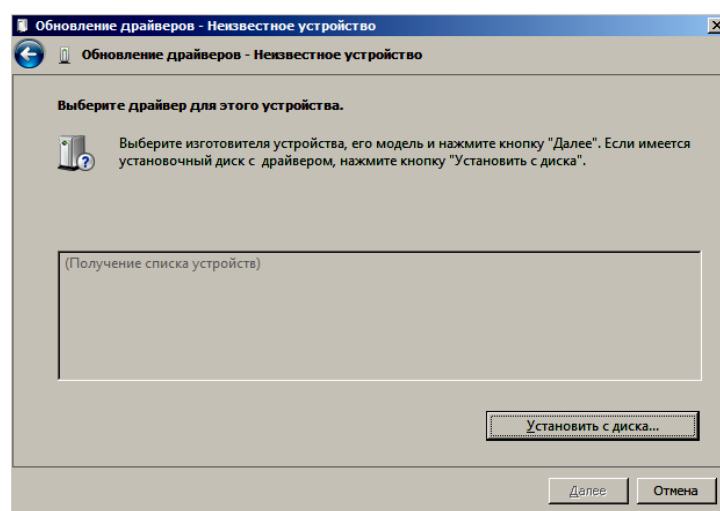 Обновление драйверов - Неизвестное устройство
Обновление драйверов - Неизвестное устройство
Выберите драйвер для этого устройства.
Выберите изготовителя устройства, его модель и нажмите кнопку "Далее". Если имеется
установочный диск с драйвером, нажмите кнопку "Установить с диска".
(Получение списка устройств)
Установить с диска...
Далее
Отмена